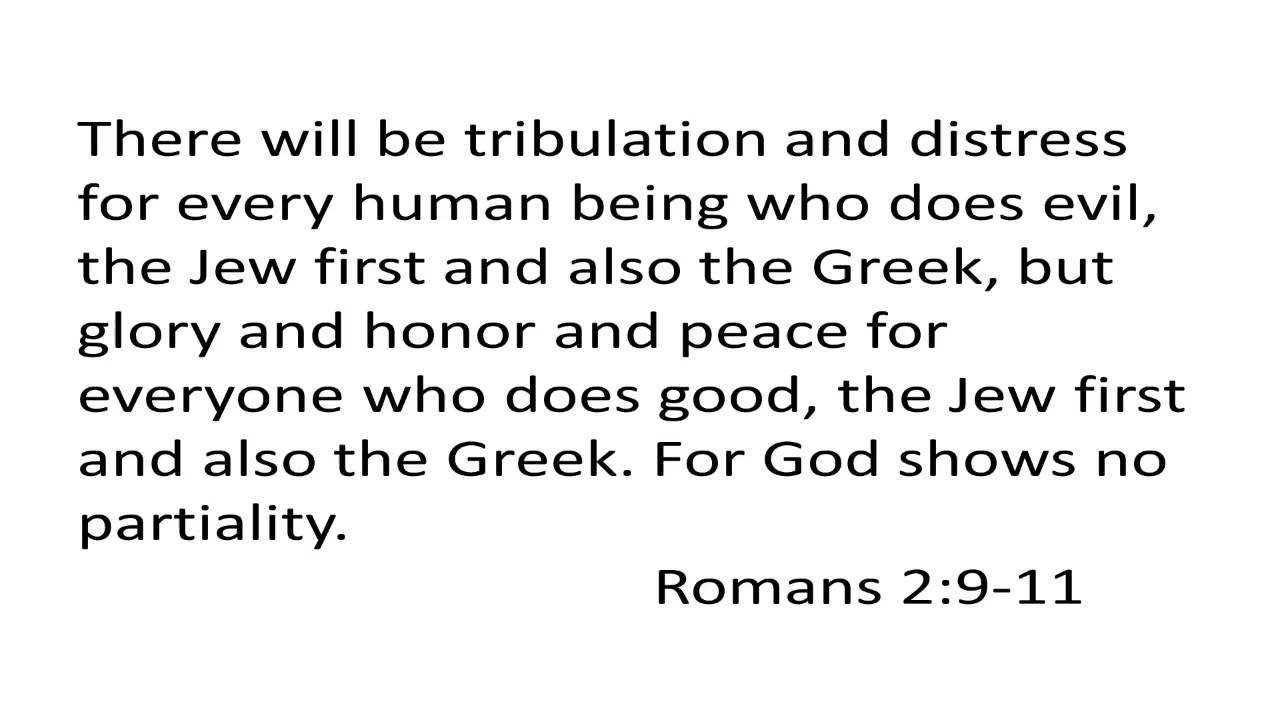 There will be tribulation and distress
for every human being who does evil,
the Jew first and also the Greek, but
glory and honor and peace for
everyone who does good, the Jew first
and also the Greek. For God shows no
partiality.
Romans 2:9-11